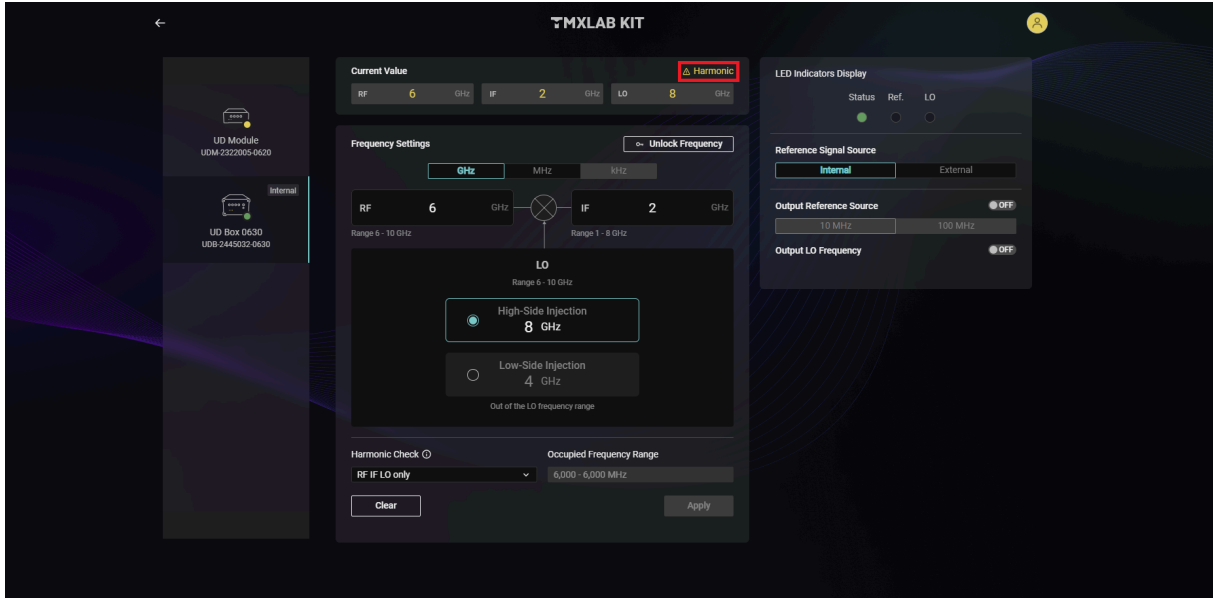 TMXLAB KIT
UD Module
UDM-2322005-0620
Internal
UD Box 0630
UDB-2445032-0630
Current Value
Harmonic
RF 6 GHz IF 2 GHz LO 8 GHz
Frequency Settings
Unlock Frequency
GHz MHz kHz
RF 6 GHz IF 2 GHz
Range 6 - 10 GHz Range 1 - 8 GHz
LO
Range 6 - 10 GHz
High-Side Injection
8 GHz
Low-Side Injection
4 GHz
Out of the LO frequency range
Harmonic Check Occupied Frequency Range
RF IF LO only 6,000 - 6,000 MHz
Clear Apply
LED Indicators Display
Status Ref. LO
Reference Signal Source
Internal External
Output Reference Source OFF
10 MHz 100 MHz
Output LO Frequency OFF